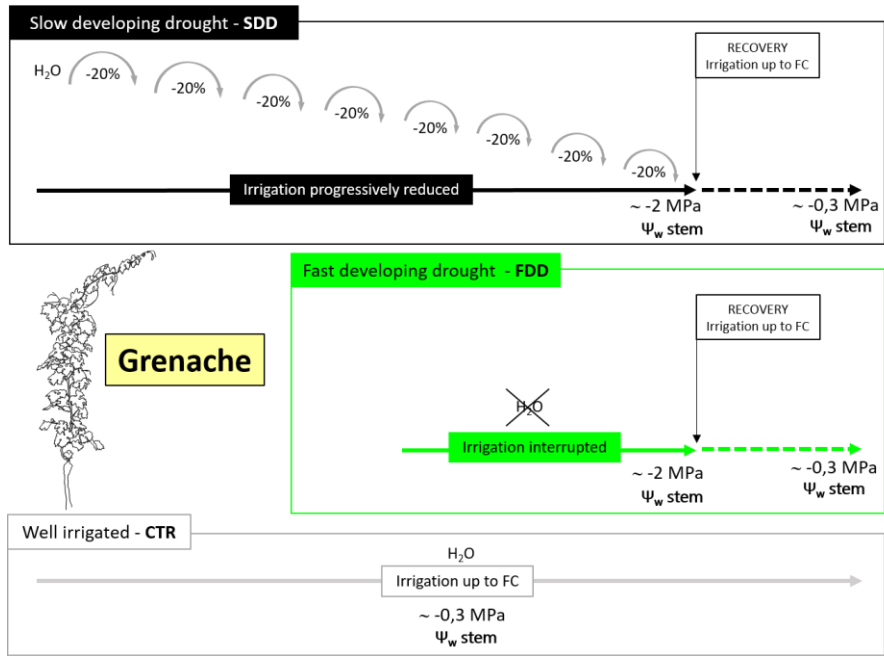 Slow developing drought - SDD
H₂O
-20%
-20%
-20%
-20%
-20%
-20%
-20%
-20%
RECOVERY
Irrigation up to FC
Irrigation progressively reduced
~ -2 MPa
Ψw stem
~ -0,3 MPa
Ψw stem
Grenache
Fast developing drought - FDD
RECOVERY
Irrigation up to FC
H₂O
Irrigation interrupted
~ -2 MPa
Ψw stem
~ -0,3 MPa
Ψw stem
Well irrigated - CTR
H₂O
Irrigation up to FC
~ -0,3 MPa
Ψw stem